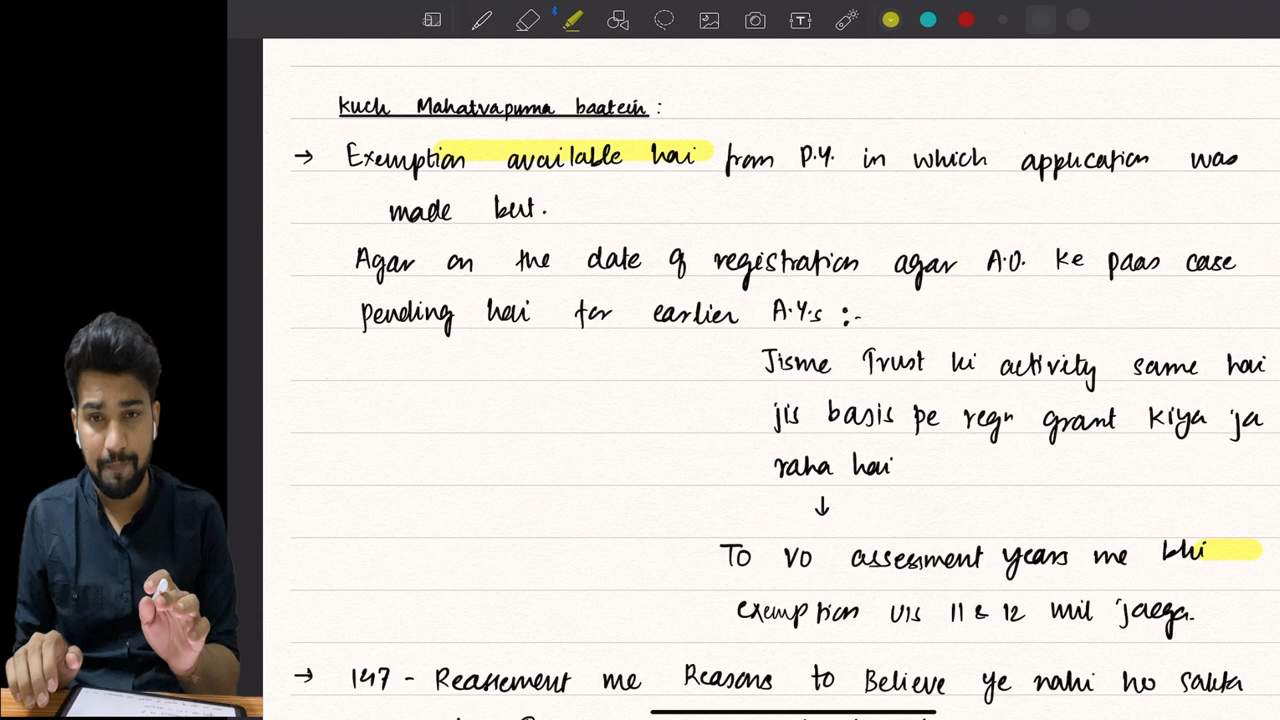 Kuch Mahatvapurna baatein :
→ Exemption available hai from P.Y. in which application was
made but.
Agar on the date of registration agar A.O. ke paas case
pending hai for earlier A.Y.s :-
Jisme Trust ki activity same hai
jis basis pe regn grant kiya ja
raha hai
↓
To vo assessment years me bhi
exemption u/s 11 & 12 mil jaega.
→ 147 - Reassement me Reasons to Believe ye nahi ho sakta